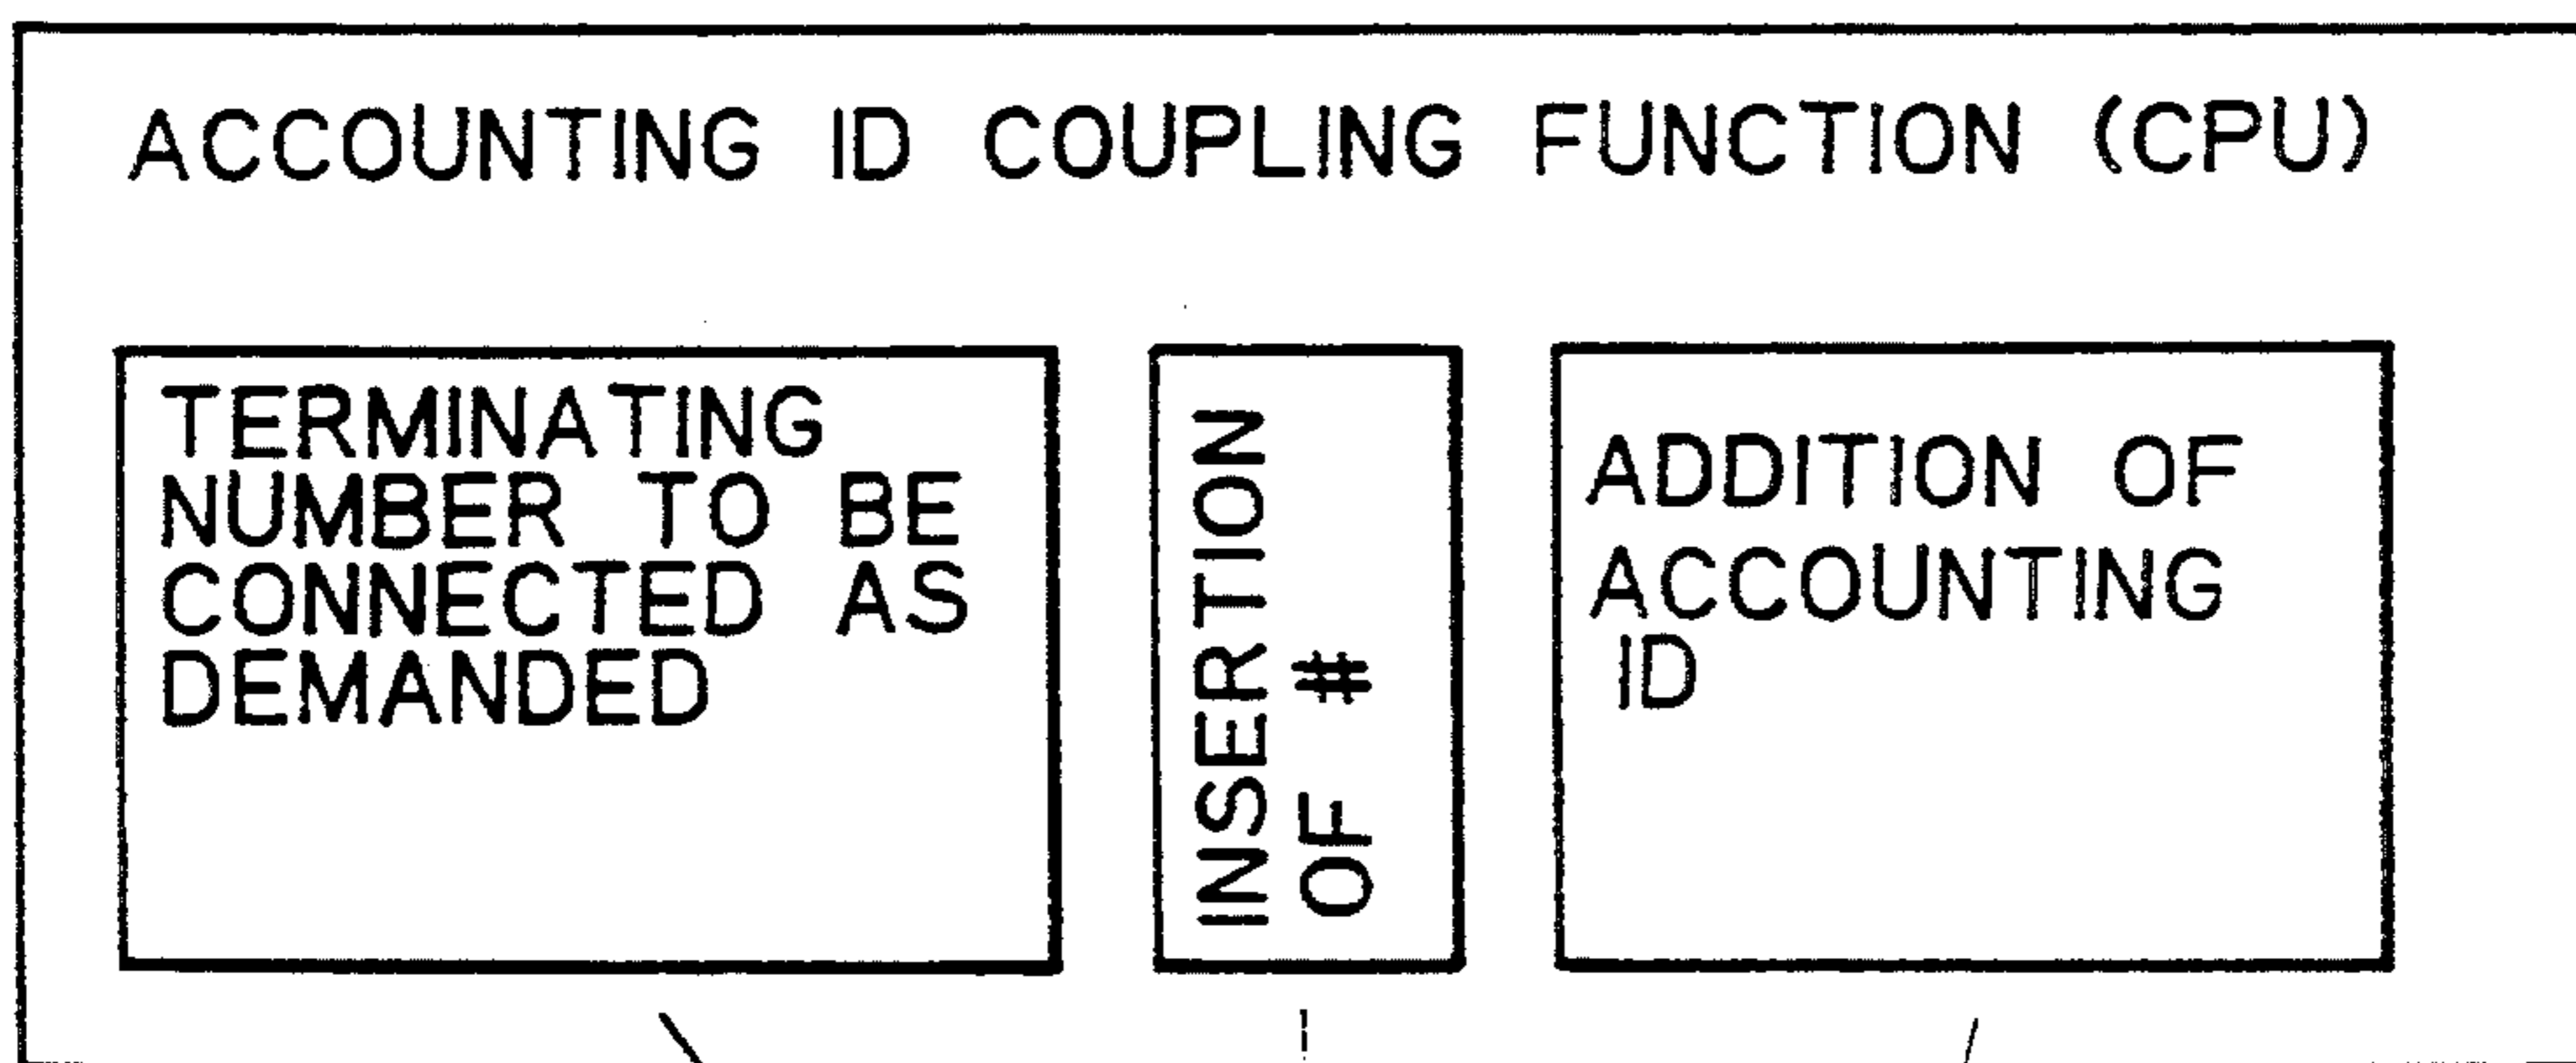 ACCOUNTING ID COUPLING FUNCTION (CPU)
TERMINATING
NUMBER TO BE
CONNECTED AS
DEMANDED
INSERTION
OF #
ADDITION OF
ACCOUNTING
ID